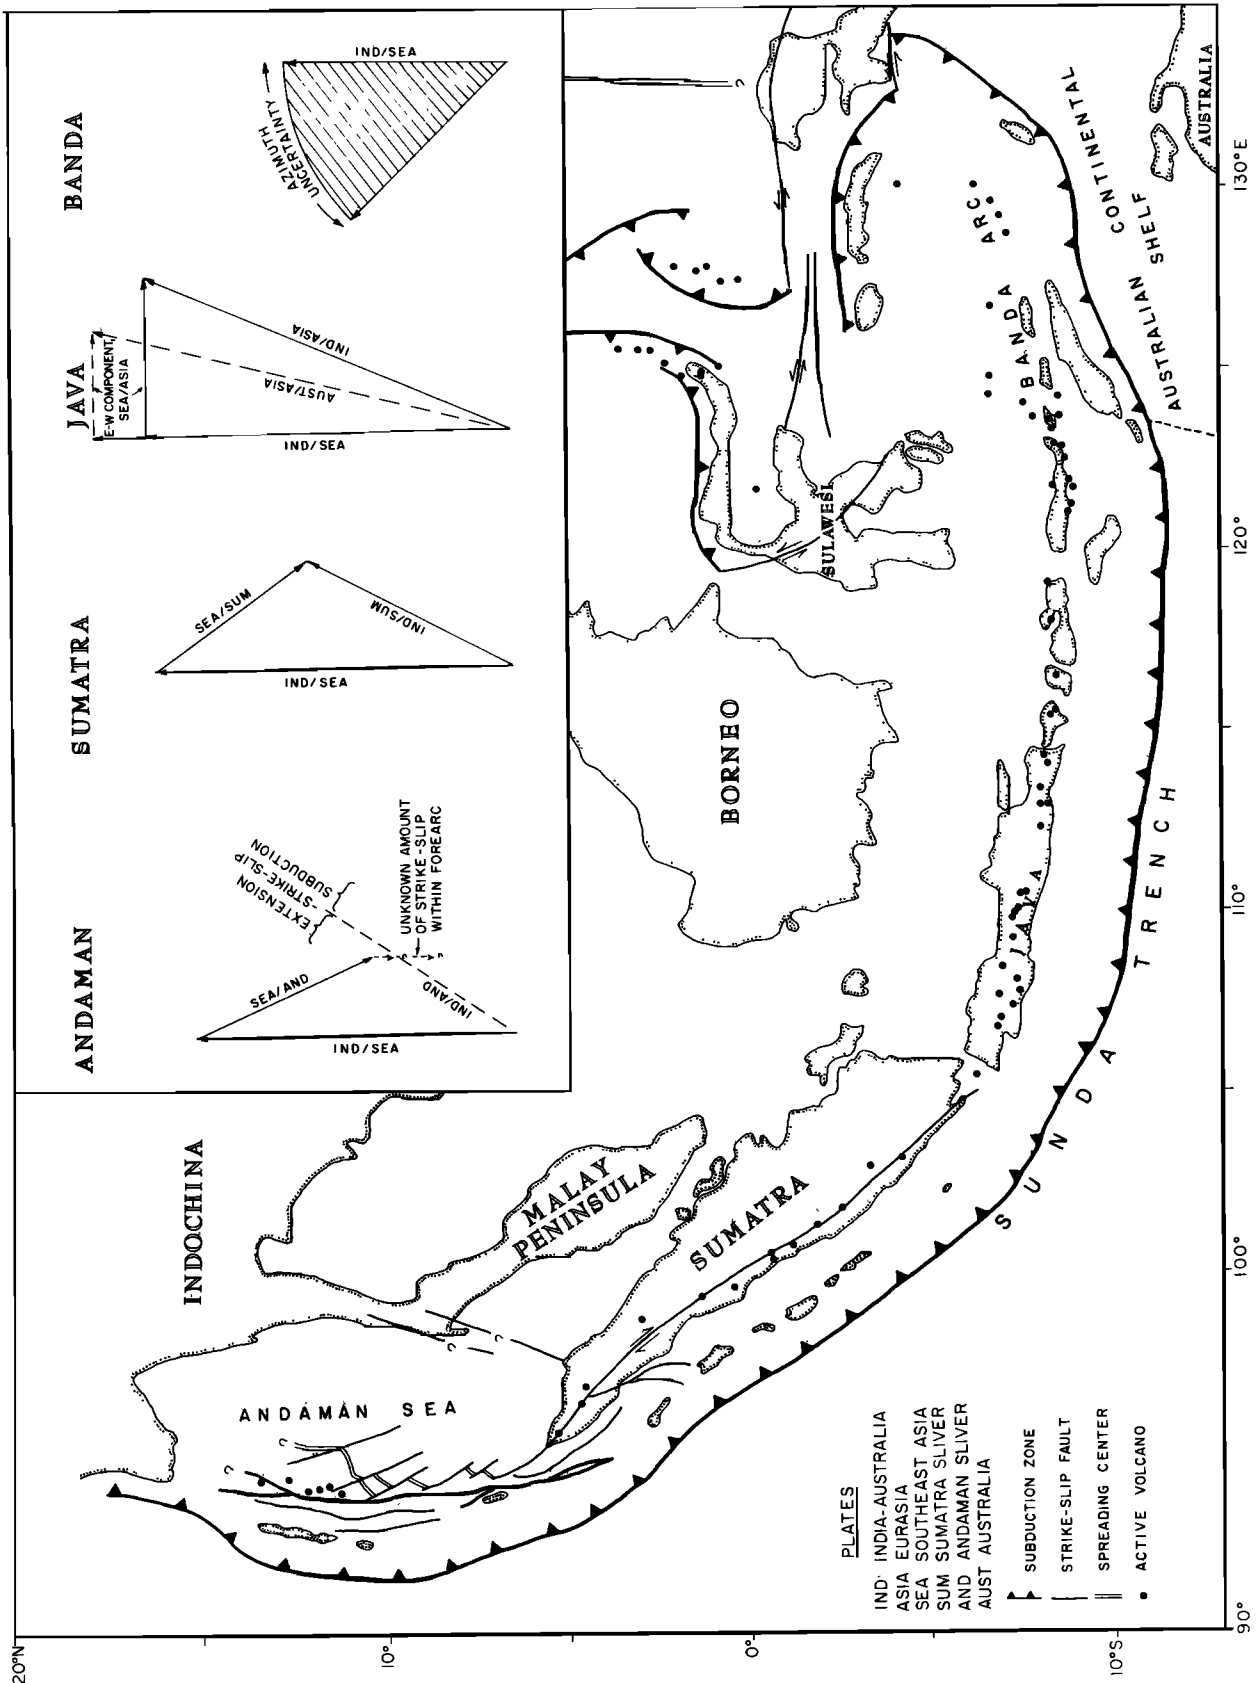 ANDAMAN
SUMATRA
JAVA
BANDA
IND/SEA
SEA/AND
IND/AND
EXTENSION
STRIKE-SLIP
SUBDUCTION
UNKNOWN AMOUNT
OF STRIKE-SLIP
WITHIN FOREARC
IND/SEA
SEA/SUM
IND/SUM
E-W COMPONENT
SEA/ASIA
IND/SEA
AUST/ASIA
IND/ASIA
AZIMUTH
UNCERTAINTY
IND/SEA
INDOCHINA
MALAY
PENINSULA
ANDAMAN SEA
SUMATRA
BORNEO
SULAWESI
JAVA
BANDA ARC
SUNDA TRENCH
AUSTRALIAN CONTINENTAL
SHELF
AUSTRALIA
PLATES
IND INDIA-AUSTRALIA
ASIA EURASIA
SEA SOUTHEAST ASIA
SUM SUMATRA SLIVER
AND ANDAMAN SLIVER
AUST AUSTRALIA
SUBDUCTION ZONE
STRIKE-SLIP FAULT
SPREADING CENTER
ACTIVE VOLCANO
20°N
10°
0°
10°S
90°
100°
110°
120°
130°E